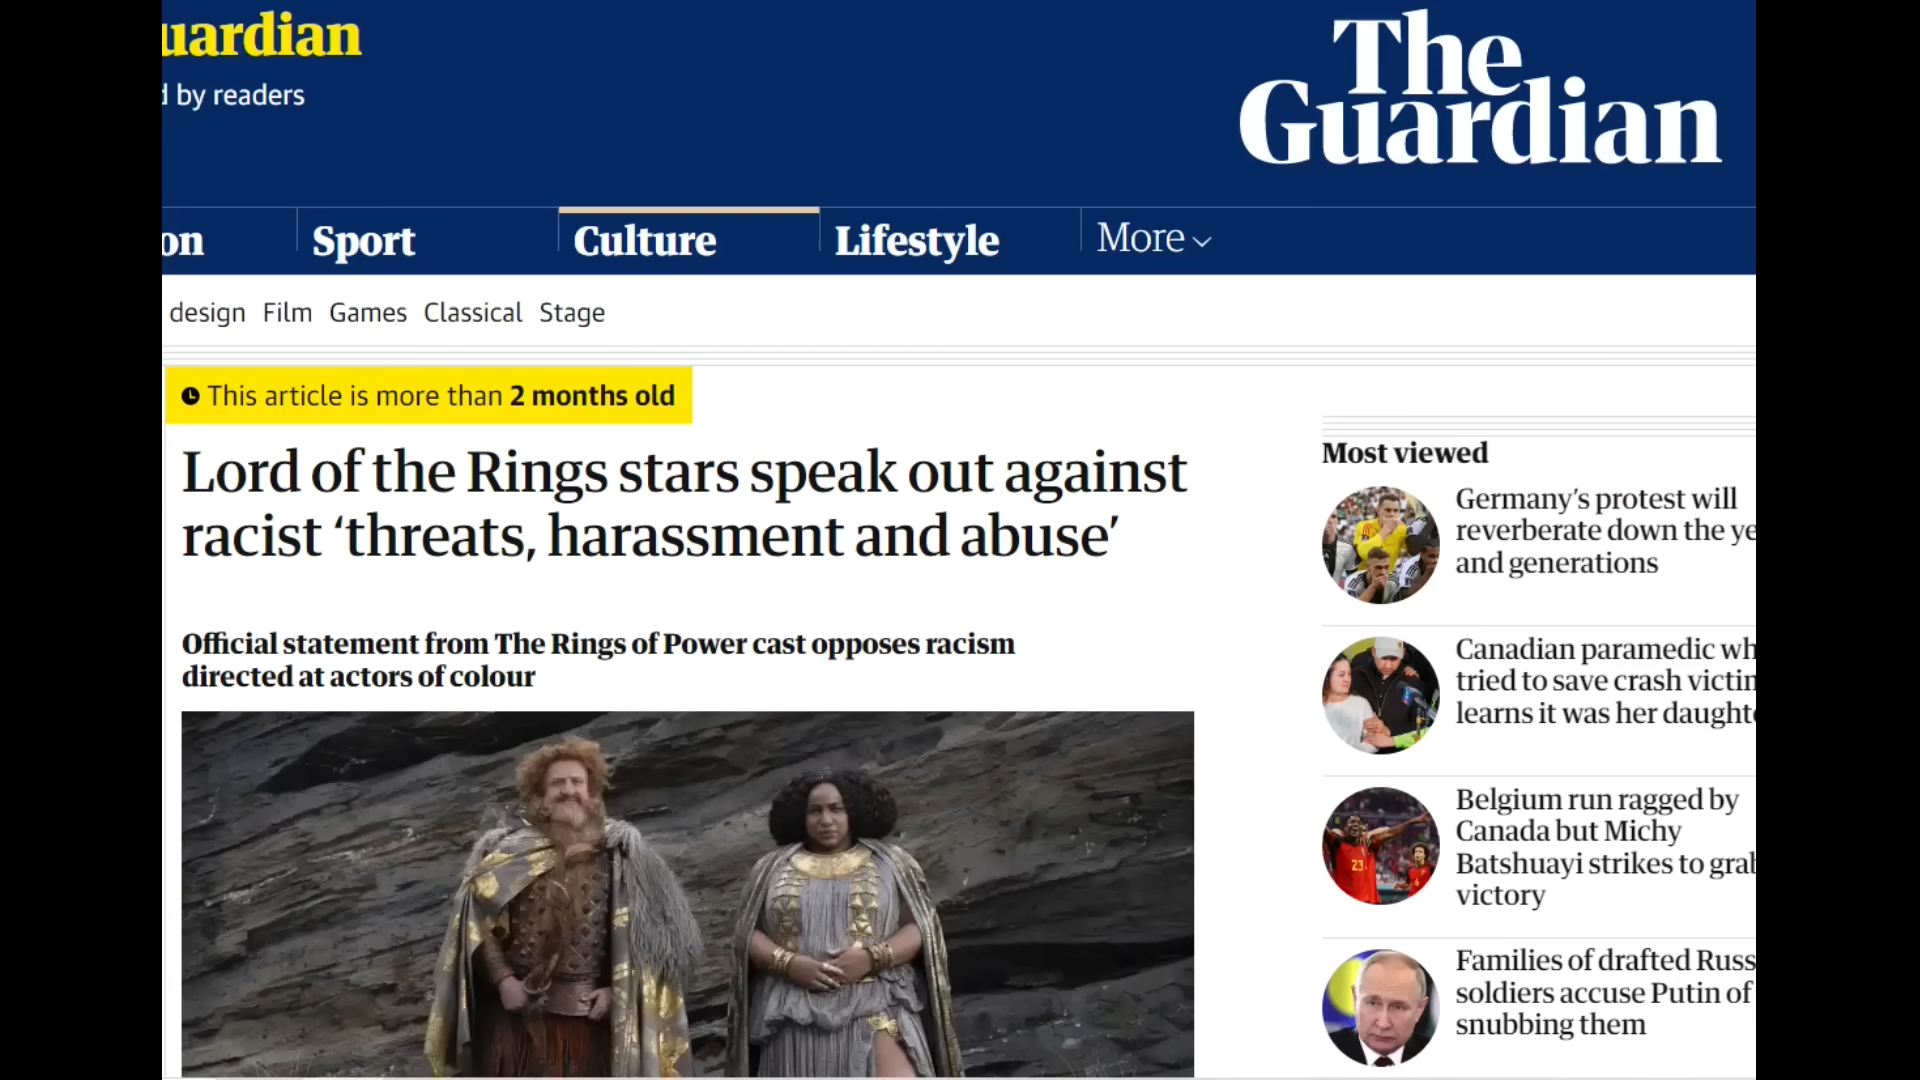 uardian
by readers
The
Guardian
on
Sport
Culture
Lifestyle
More
design Film Games Classical Stage
This article is more than 2 months old
Lord of the Rings stars speak out against
racist ‘threats, harassment and abuse’
Official statement from The Rings of Power cast opposes racism
directed at actors of colour
Most viewed
Germany’s protest will
reverberate down the ye
and generations
Canadian paramedic wh
tried to save crash victim
learns it was her daught
Belgium run ragged by
Canada but Michy
Batshuayi strikes to gra
victory
Families of drafted Russ
soldiers accuse Putin of
snubbing them
23